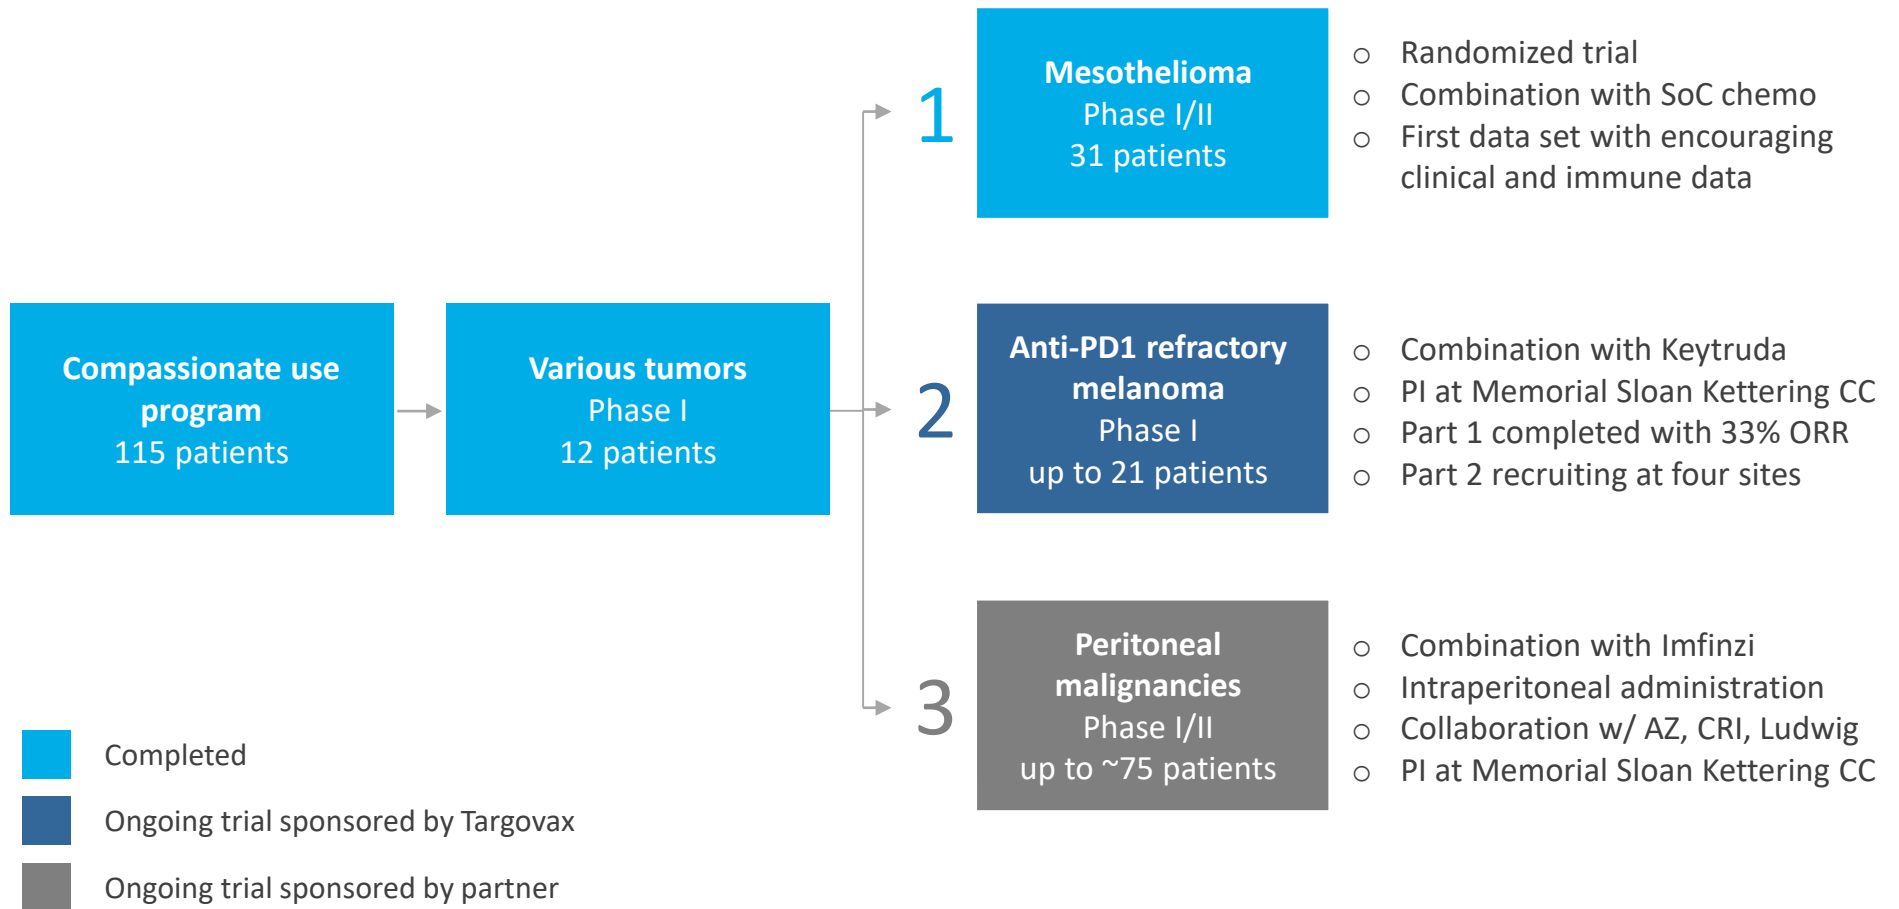 Compassionate use
program
115 patients
Various tumors
Phase I
12 patients
1
Mesothelioma
Phase I/II
31 patients
o Randomized trial
o Combination with SoC chemo
o First data set with encouraging
clinical and immune data
2
Anti-PD1 refractory
melanoma
Phase I
up to 21 patients
o Combination with Keytruda
o PI at Memorial Sloan Kettering CC
o Part 1 completed with 33% ORR
o Part 2 recruiting at four sites
3
Peritoneal
malignancies
Phase I/II
up to ~75 patients
o Combination with Imfinzi
o Intraperitoneal administration
o Collaboration w/ AZ, CRI, Ludwig
o PI at Memorial Sloan Kettering CC
Completed
Ongoing trial sponsored by Targovax
Ongoing trial sponsored by partner